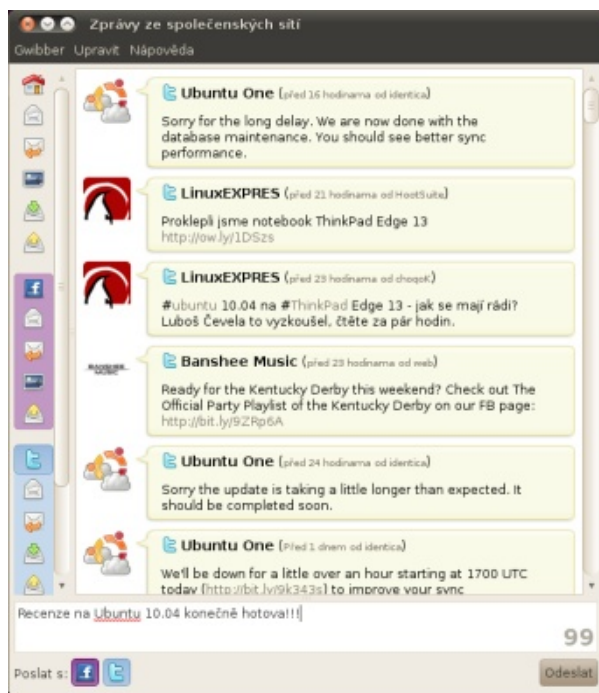 Zprávy ze společenských sítí
Gwibber Upravit Nápověda
Ubuntu One (před 16 hodinama od identica)
Sorry for the long delay. We are now done with the
database maintenance. You should see better sync
performance.
LinuxEXPRES (před 21 hodinama od HootSuite)
Proklepli jsme notebook ThinkPad Edge 13
http://ow.ly/1DSzs
LinuxEXPRES (před 23 hodinama od choqoK)
#ubuntu 10.04 na #ThinkPad Edge 13 - jak se mají rádi?
Luboš Čevela to vyzkoušel, čtěte za pár hodin.
BANSHEE
MUSIC
Banshee Music (před 23 hodinama od web)
Ready for the Kentucky Derby this weekend? Check out The
Official Party Playlist of the Kentucky Derby on our FB page:
http://bit.ly/9ZRp6A
Ubuntu One (před 24 hodinama od identica)
Sorry the update is taking a little longer than expected. It
should be completed soon.
Ubuntu One (Před 1 dnem od identica)
We'll be down for a little over an hour starting at 1700 UTC
today (http://bit.ly/9k343s) to improve your sync
Recenze na Ubuntu 10.04 konečně hotova!!!
99
Poslat s:
Odeslat